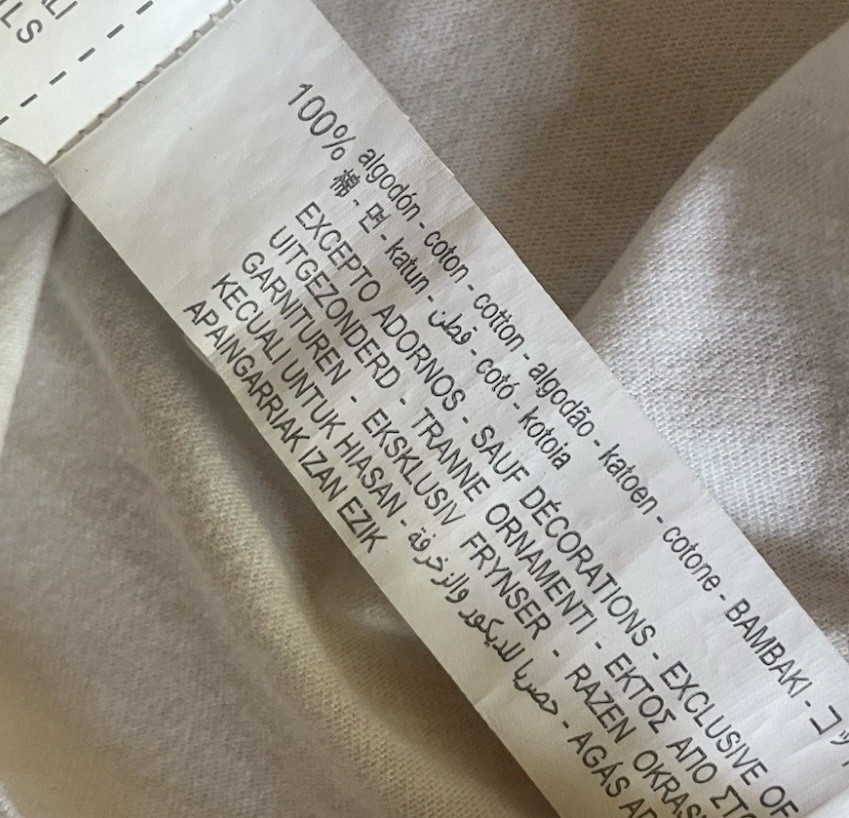 100%
algodón - coton - cotton - algodão - katoen - cotone - BAMBAKI -
棉 - 면 - katun - قطن - cotó - kotoia
EXCEPTO ADORNOS - SAUF DÉCORATIONS - EXCLUSIVE OF
UITGEZONDERD - TRANNE ORNAMENTI - ΕΚΤΟΣ ΑΠΟ
GARNITUREN - EKSKLUSIV FRYNSER - RAZEN
KECUALI UNTUK HIASAN - حصريا للديكور والزخرفة - AGÁS
APAINGARRIAK IZAN EZIK